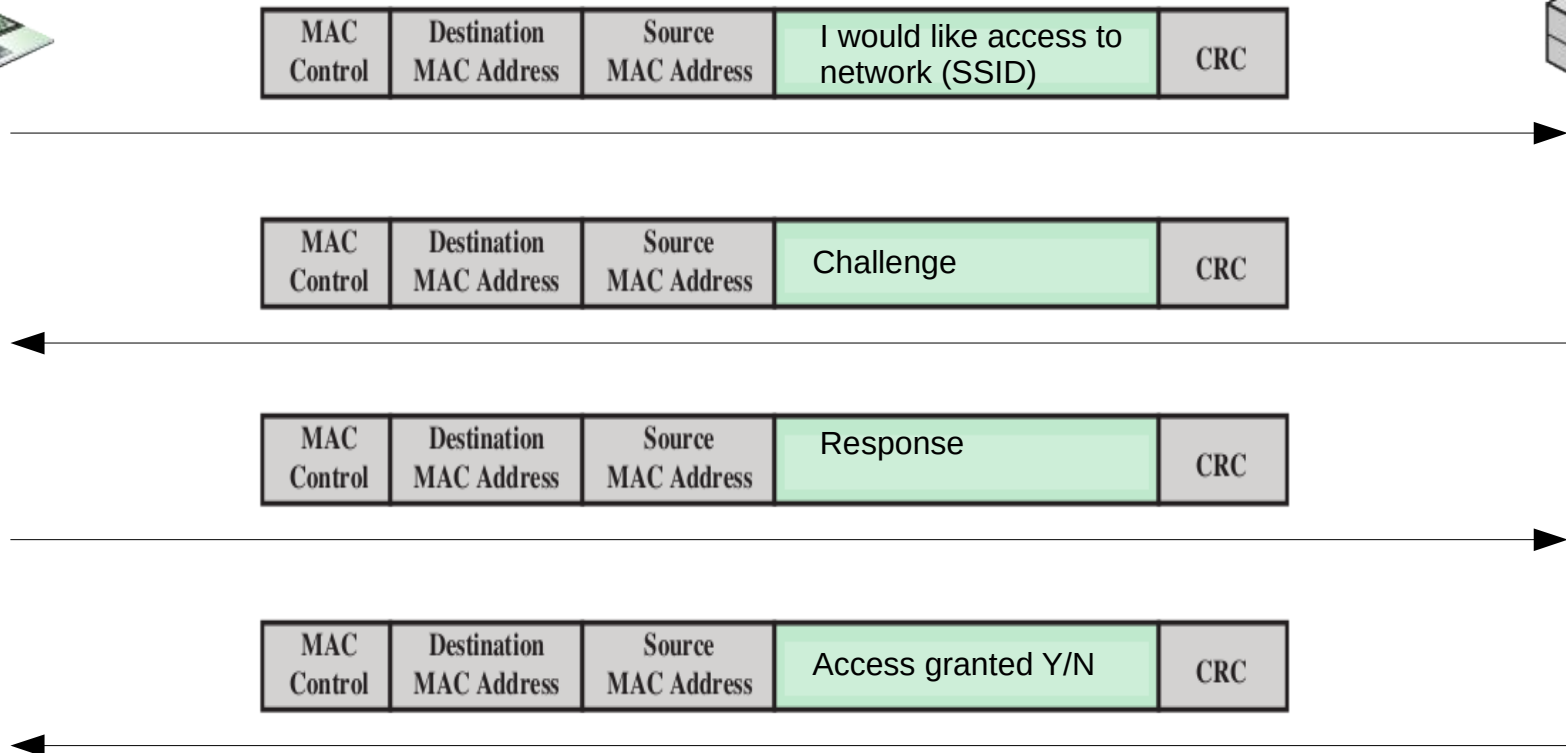 MAC Control
Destination MAC Address
Source MAC Address
I would like access to
network (SSID)
CRC
MAC Control
Destination MAC Address
Source MAC Address
Challenge
CRC
MAC Control
Destination MAC Address
Source MAC Address
Response
CRC
MAC Control
Destination MAC Address
Source MAC Address
Access granted Y/N
CRC